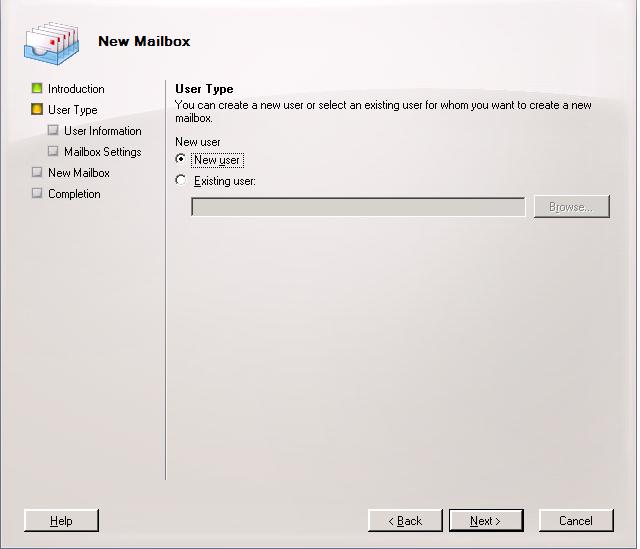 New Mailbox
Introduction
User Type
User Information
Mailbox Settings
New Mailbox
Completion
User Type
You can create a new user or select an existing user for whom you want to create a new
mailbox.
New user
New user
Existing user:
Browse...
Help
< Back
Next >
Cancel